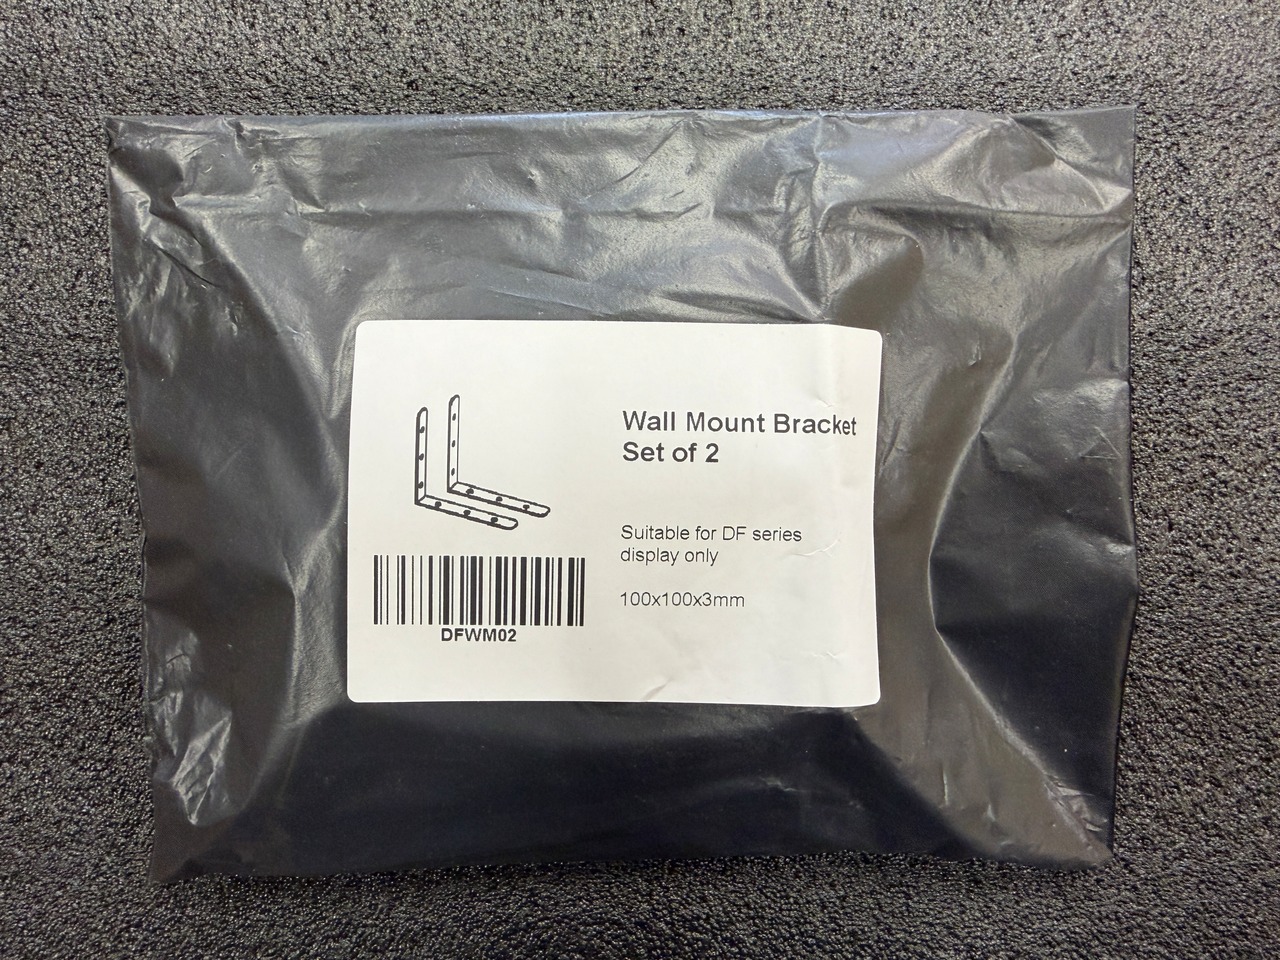 Wall Mount Bracket
Set of 2
Suitable for DF series
display only
100x100x3mm
DFWM02